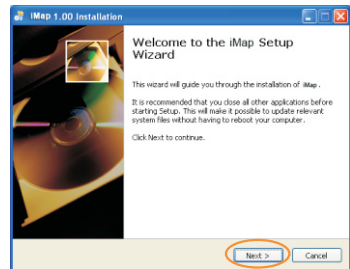 iMap 1.00 Installation
Welcome to the iMap Setup
Wizard
This wizard will guide you through the installation of iMap.
It is recommended that you close all other applications before
starting Setup. This will make it possible to update relevant
system files without having to reboot your computer.
Click Next to continue.
Next >
Cancel